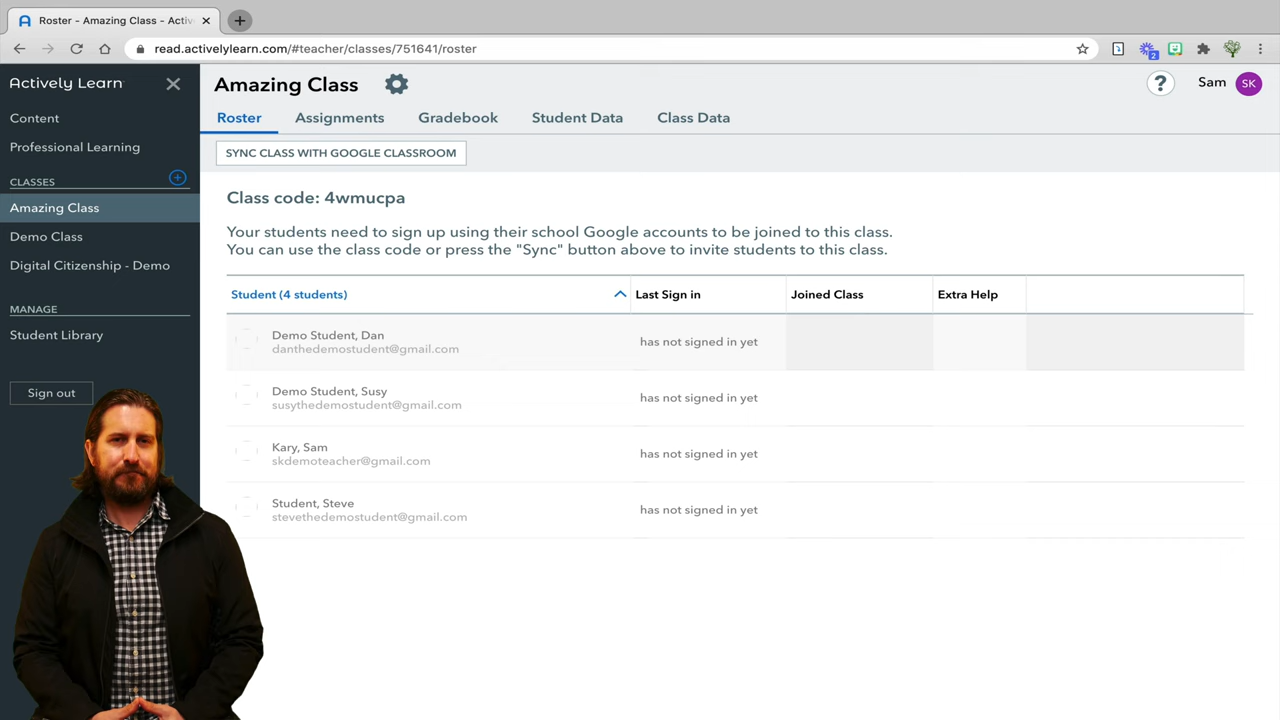 Roster - Amazing Class - Activ
read.activelylearn.com/#teacher/classes/751641/roster
2
Actively Learn
Content
Professional Learning
CLASSES
Amazing Class
Demo Class
Digital Citizenship - Demo
MANAGE
Student Library
Sign out
Amazing Class
? Sam SK
Roster Assignments Gradebook Student Data Class Data
SYNC CLASS WITH GOOGLE CLASSROOM
Class code: 4wmucpa
Your students need to sign up using their school Google accounts to be joined to this class.
You can use the class code or press the "Sync" button above to invite students to this class.
Student (4 students) Last Sign in Joined Class Extra Help
Demo Student, Dan
danthedemostudent@gmail.com
has not signed in yet
Demo Student, Susy
susythedemostudent@gmail.com
has not signed in yet
Kary, Sam
skdemoteacher@gmail.com
has not signed in yet
Student, Steve
stevethedemostudent@gmail.com
has not signed in yet